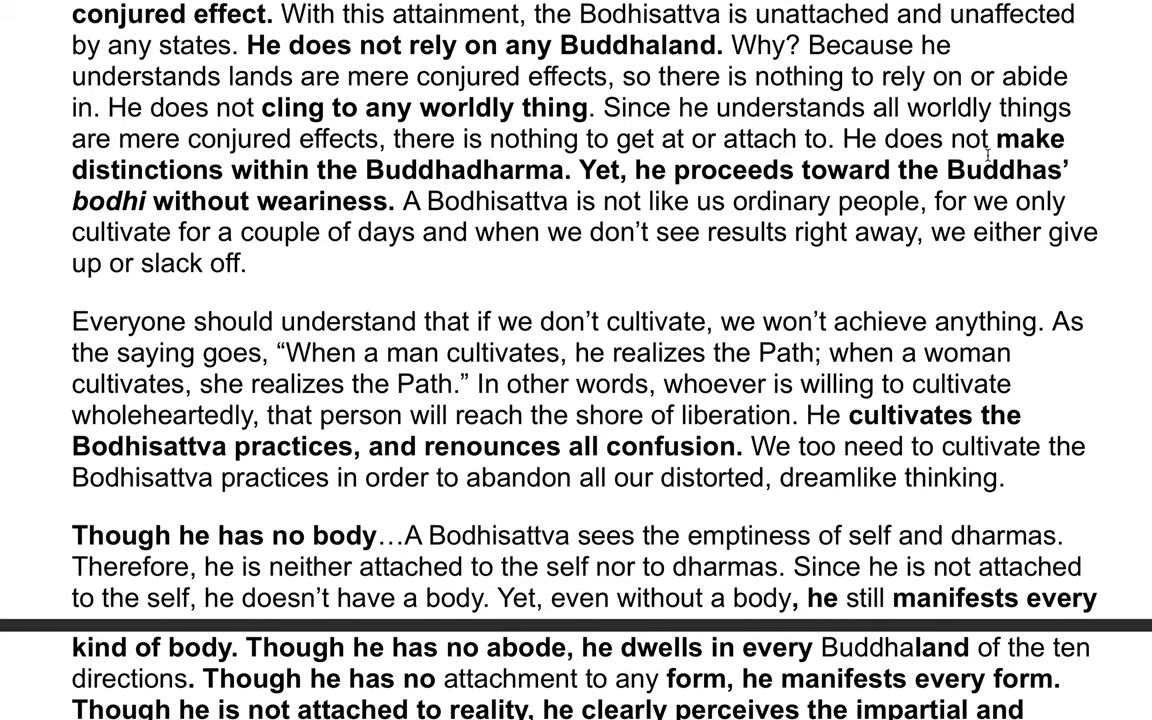 conjured effect. With this attainment, the Bodhisattva is unattached and unaffected
by any states. He does not rely on any Buddhaland. Why? Because he
understands lands are mere conjured effects, so there is nothing to rely on or abide
in. He does not cling to any worldly thing. Since he understands all worldly things
are mere conjured effects, there is nothing to get at or attach to. He does not make
distinctions within the Buddhadharma. Yet, he proceeds toward the Buddhas’
bodhi without weariness. A Bodhisattva is not like us ordinary people, for we only
cultivate for a couple of days and when we don’t see results right away, we either give
up or slack off.
Everyone should understand that if we don’t cultivate, we won’t achieve anything. As
the saying goes, “When a man cultivates, he realizes the Path; when a woman
cultivates, she realizes the Path.” In other words, whoever is willing to cultivate
wholeheartedly, that person will reach the shore of liberation. He cultivates the
Bodhisattva practices, and renounces all confusion. We too need to cultivate the
Bodhisattva practices in order to abandon all our distorted, dreamlike thinking.
Though he has no body…A Bodhisattva sees the emptiness of self and dharmas.
Therefore, he is neither attached to the self nor to dharmas. Since he is not attached
to the self, he doesn’t have a body. Yet, even without a body, he still manifests every
kind of body. Though he has no abode, he dwells in every Buddhaland of the ten
directions. Though he has no attachment to any form, he manifests every form.
Though he is not attached to reality, he clearly perceives the impartial and